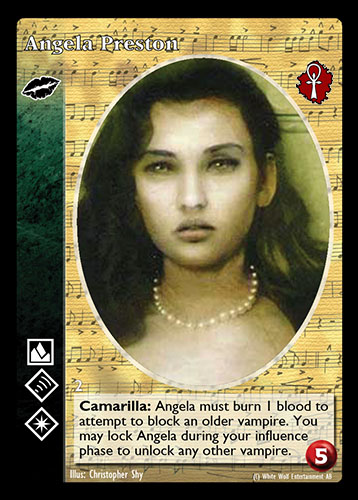 Angela Preston
2
Camarilla: Angela must burn 1 blood to
attempt to block an older vampire. You
may lock Angela during your influence
phase to unlock any other vampire.
5
Illus: Christopher Shy
(C) White Wolf Entertainment AB